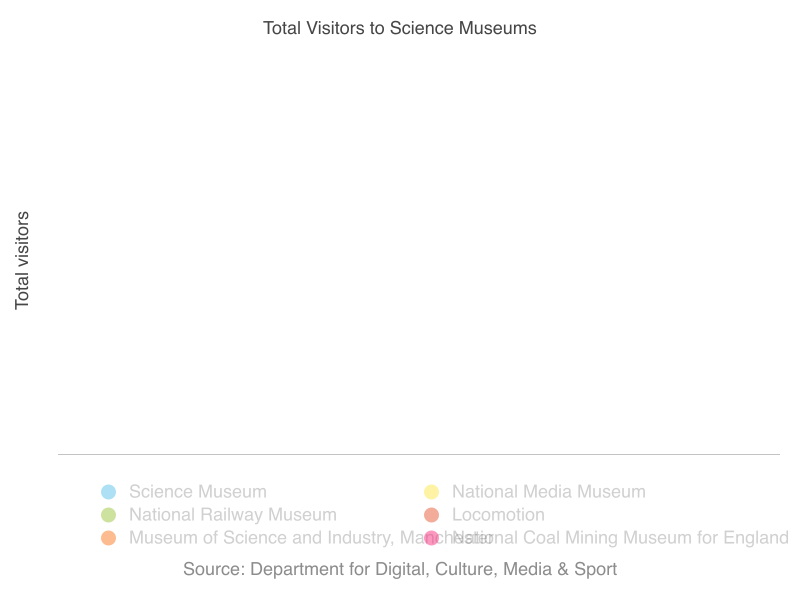 Total Visitors to Science Museums
Total visitors
Science Museum
National Media Museum
National Railway Museum
Locomotion
Museum of Science and Industry, Manchester
National Coal Mining Museum for England
Source: Department for Digital, Culture, Media & Sport